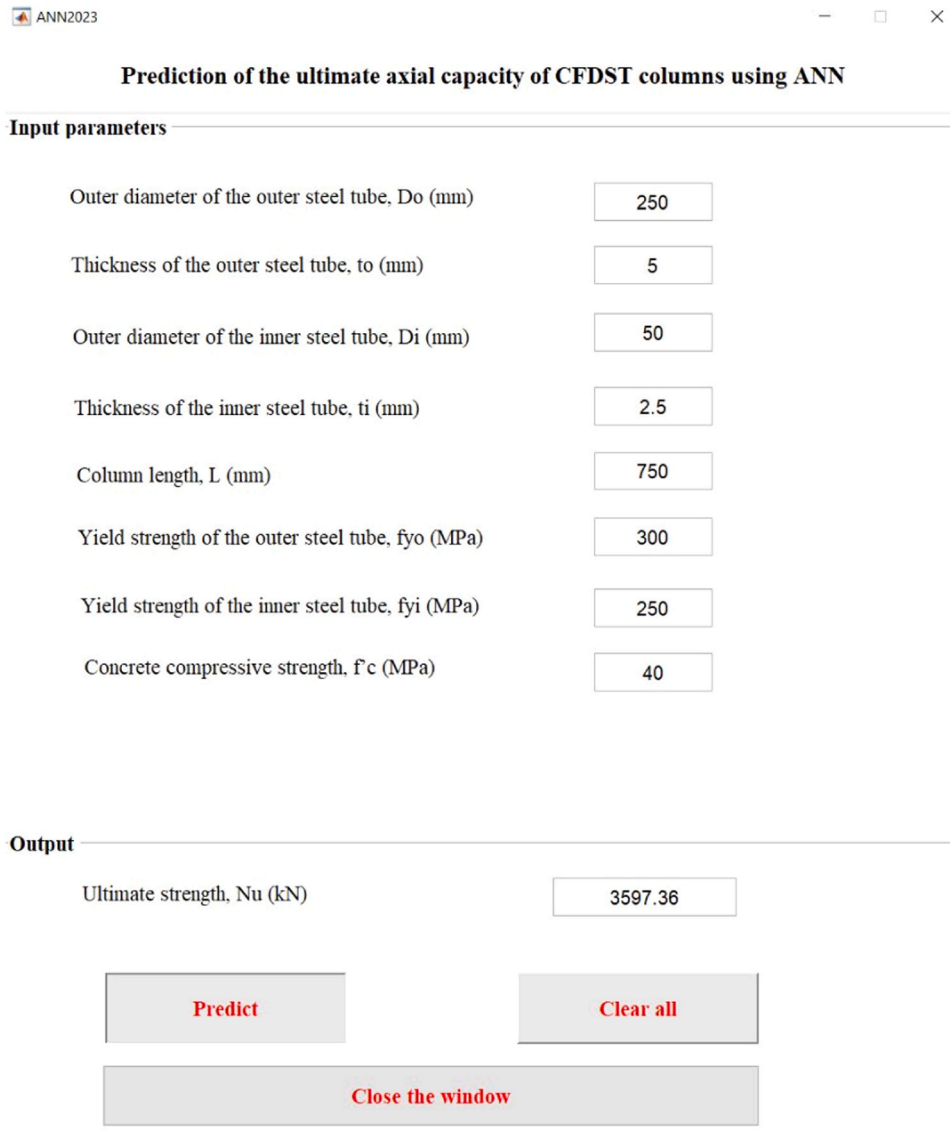 ANN2023
Prediction of the ultimate axial capacity of CFDST columns using ANN
Input parameters
Outer diameter of the outer steel tube, Do (mm) 250
Thickness of the outer steel tube, to (mm) 5
Outer diameter of the inner steel tube, Di (mm) 50
Thickness of the inner steel tube, ti (mm) 2.5
Column length, L (mm) 750
Yield strength of the outer steel tube, fyo (MPa) 300
Yield strength of the inner steel tube, fyi (MPa) 250
Concrete compressive strength, f'c (MPa) 40
Output
Ultimate strength, Nu (kN) 3597.36
Predict Clear all
Close the window